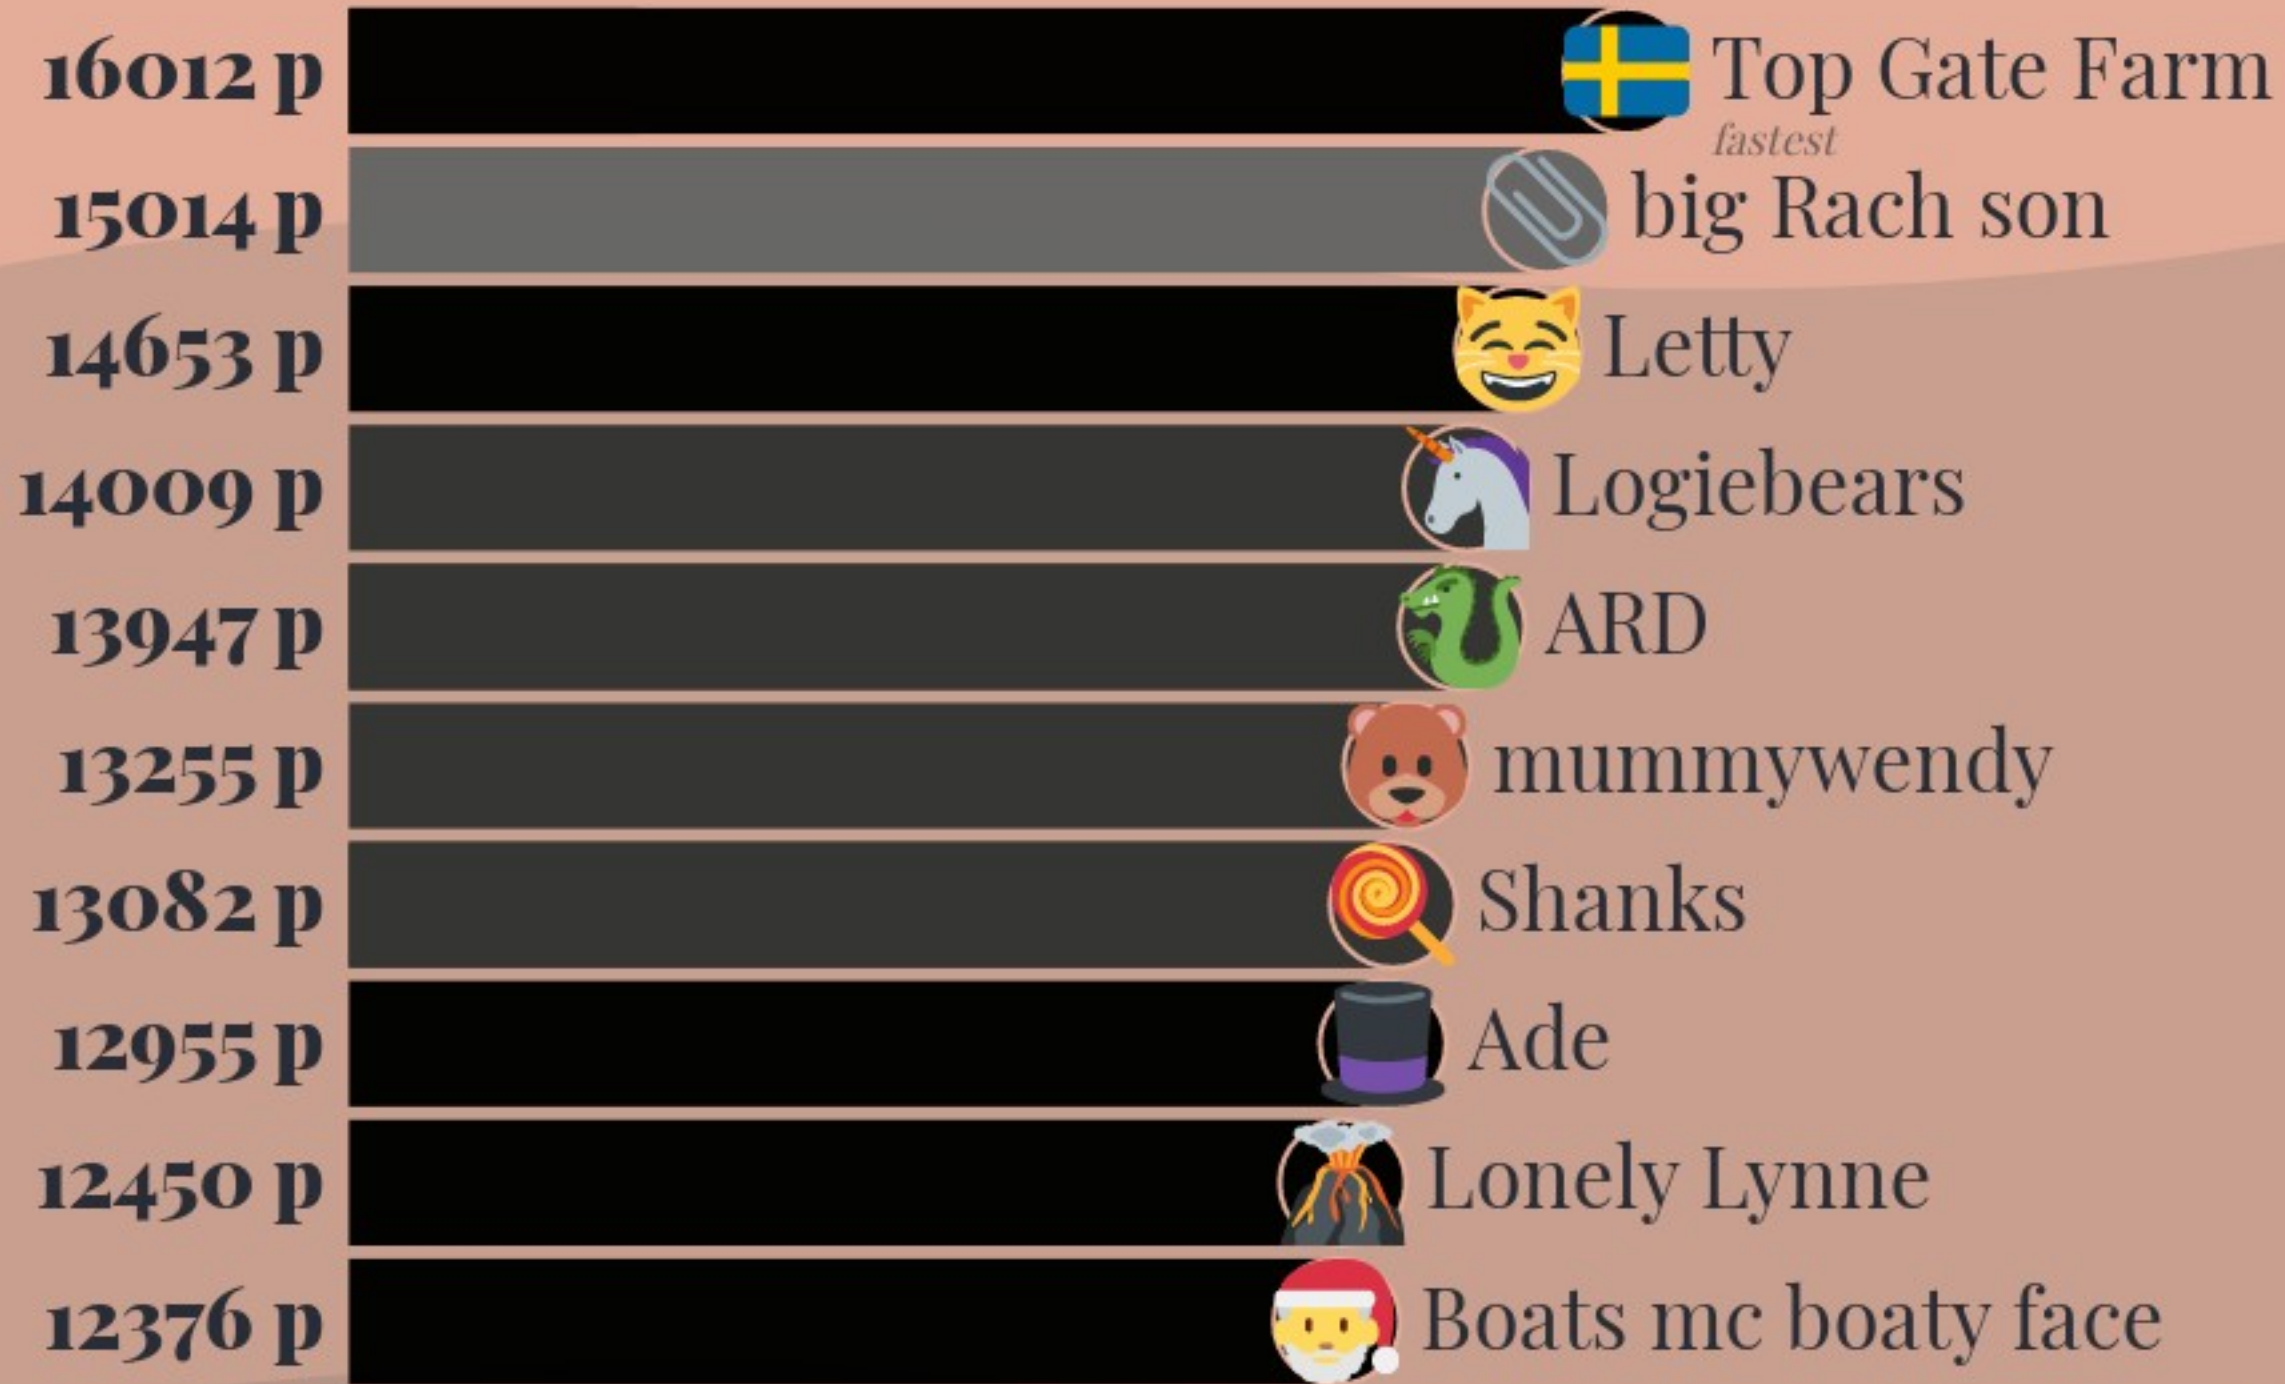 16012 p Top Gate Farm
fastest
15014 p big Rach son
14653 p Letty
14009 p Logiebears
13947 p ARD
13255 p mummywendy
13082 p Shanks
12955 p Ade
12450 p Lonely Lynne
12376 p Boats mc boaty face